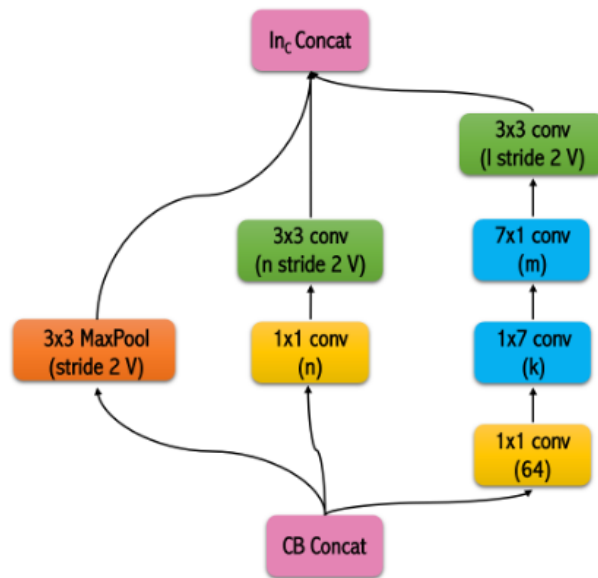 In_C Concat
3x3 conv
(l stride 2 V)
3x3 conv
(n stride 2 V)
7x1 conv
(m)
3x3 MaxPool
(stride 2 V)
1x1 conv
(n)
1x7 conv
(k)
1x1 conv
(64)
CB Concat